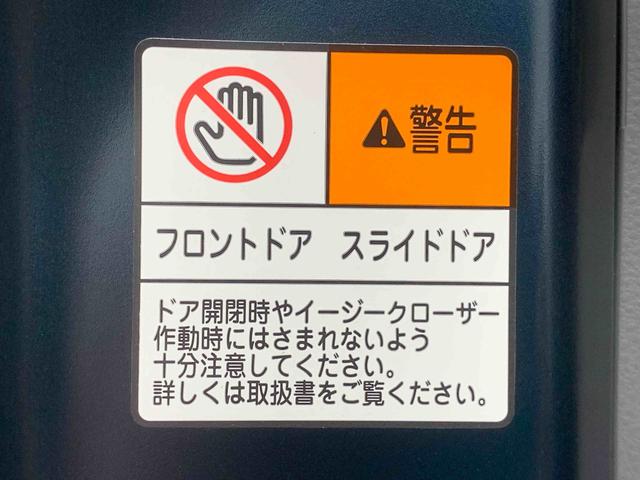 警告
フロントドア スライドドア
ドア開閉時やイージークローザー
作動時にはさまれないよう
十分注意してください。
詳しくは取扱書をご覧ください。